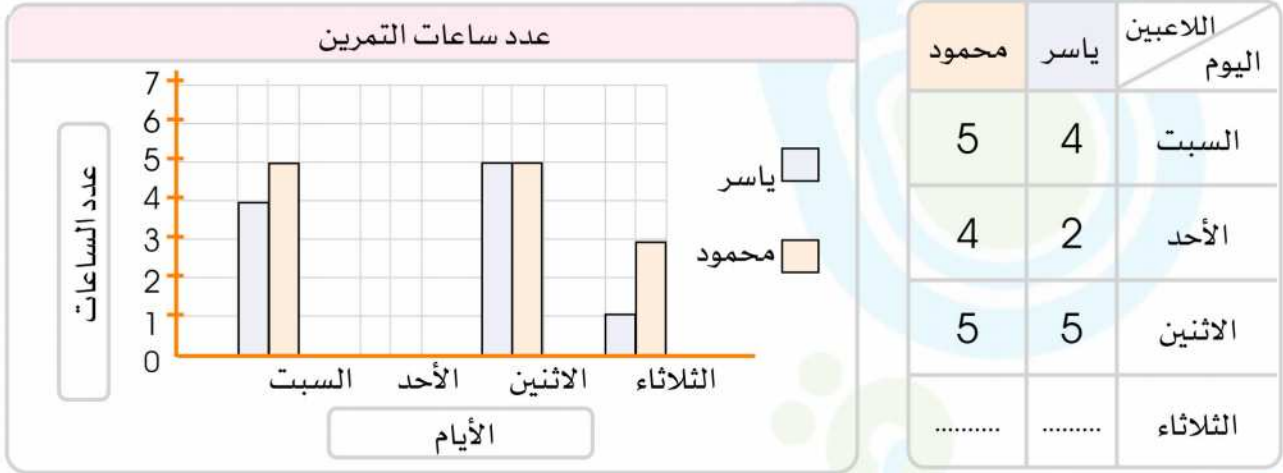 اللاعبين
اليوم
ياسر
محمود
السبت
4
5
الأحد
2
4
الاثنين
5
5
الثلاثاء
..........
..........
عدد ساعات التمرين
ياسر
محمود
عدد الساعات
7
6
5
4
3
2
1
0
السبت
الأحد
الاثنين
الثلاثاء
الأيام